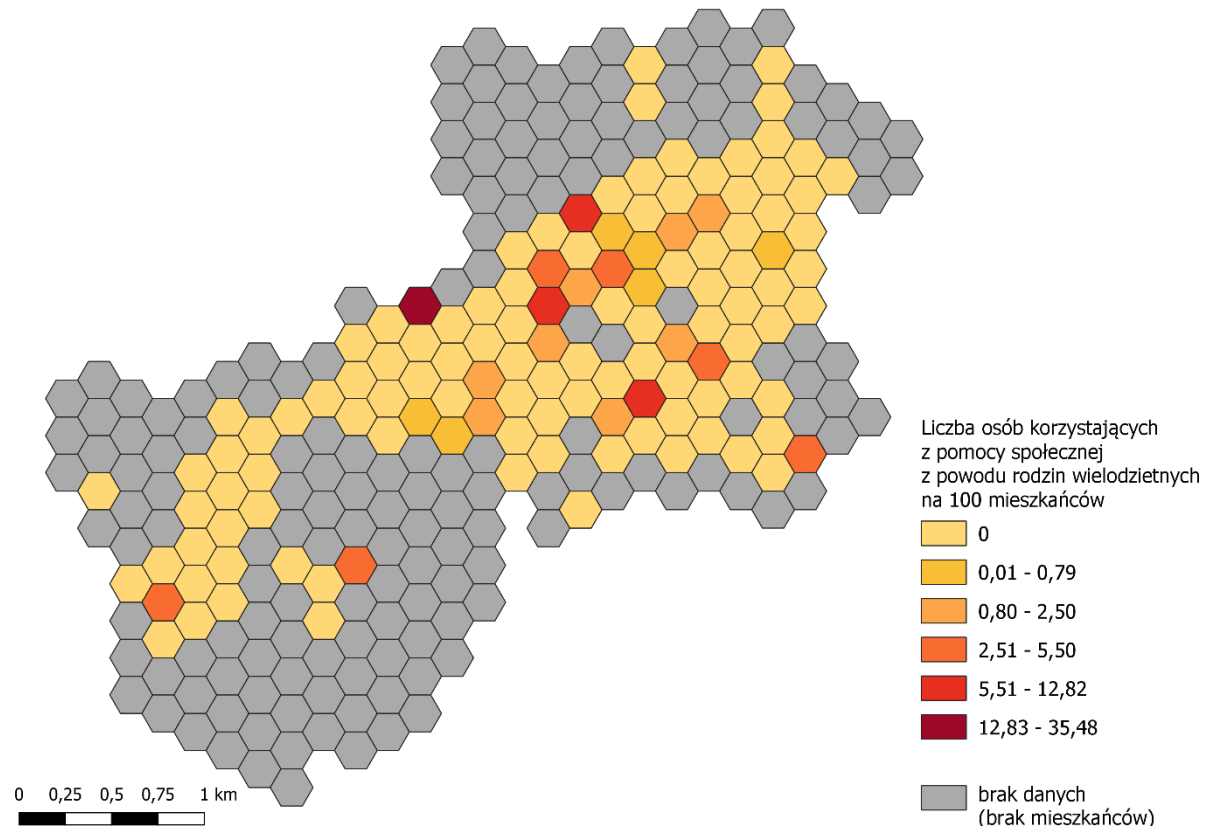 Liczba osób korzystających
z pomocy społecznej
z powodu rodzin wielodzietnych
na 100 mieszkańców
0
0,01 - 0,79
0,80 - 2,50
2,51 - 5,50
5,51 - 12,82
12,83 - 35,48
brak danych
(brak mieszkańców)
0 0,25 0,5 0,75 1 km